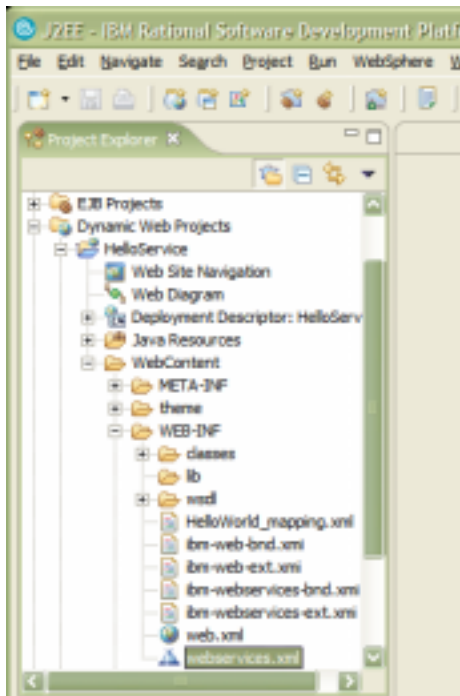 J2EE - IBM Rational Software Development Platf
File Edit Navigate Search Project Run WebSphere W
Project Explorer
EJB Projects
Dynamic Web Projects
HelloService
Web Site Navigation
Web Diagram
Deployment Descriptor: HelloServ
Java Resources
WebContent
META-INF
theme
WEB-INF
classes
lib
wsdl
HelloWorld_mapping.xml
ibm-web-bnd.xmi
ibm-web-ext.xmi
ibm-webservices-bnd.xmi
ibm-webservices-ext.xmi
web.xml
webservices.xml